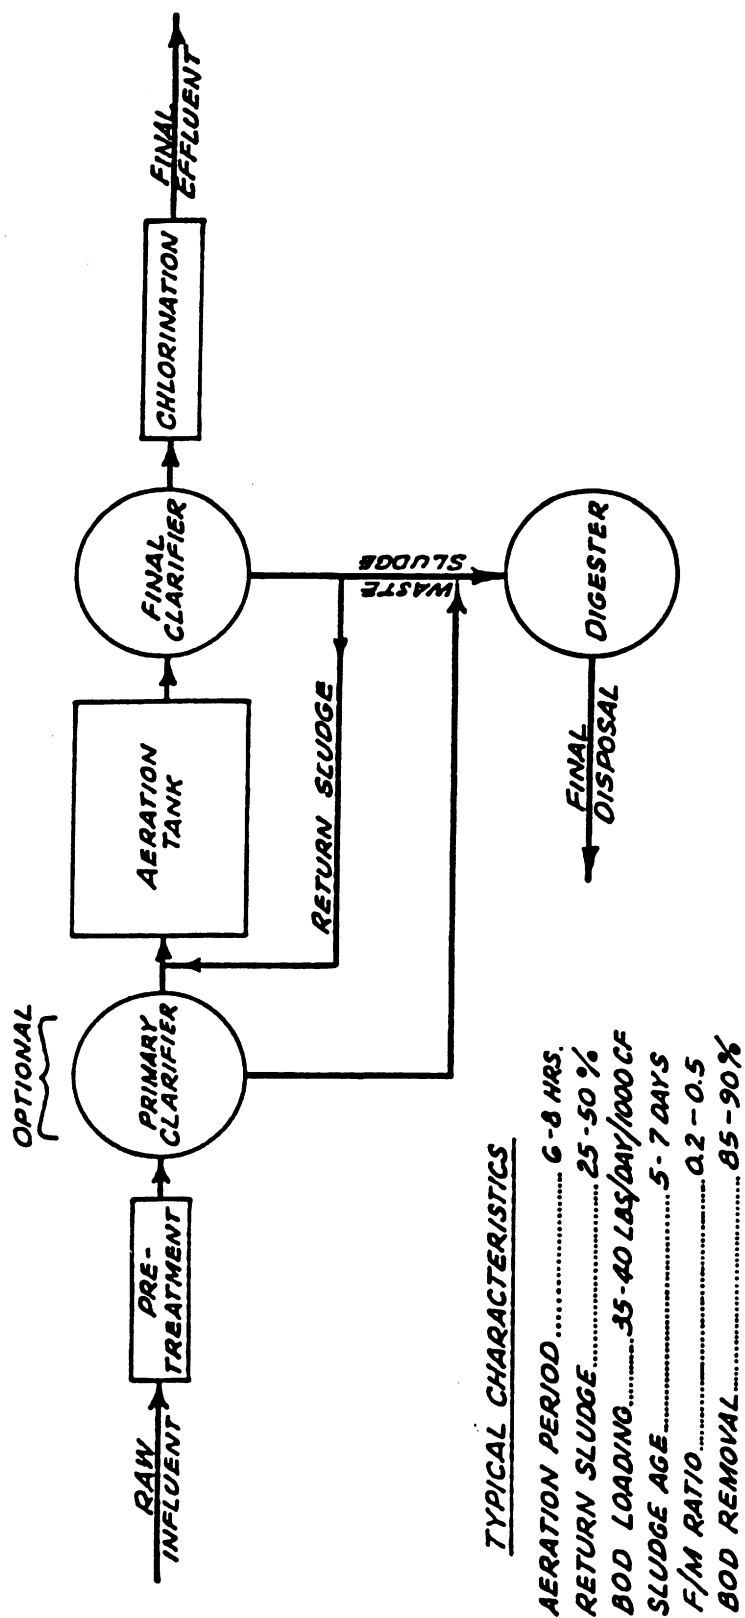 OPTIONAL
RAW
INFLUENT
PRE-
TREATMENT
PRIMARY
CLARIFIER
AERATION
TANK
FINAL
CLARIFIER
CHLORINATION
FINAL
EFFLUENT
RETURN SLUDGE
WASTE
SLUDGE
DIGESTER
FINAL
DISPOSAL
TYPICAL CHARACTERISTICS
AERATION PERIOD..................6-8 HRS.
RETURN SLUDGE..................25-50%
BOD LOADING.........35-40 LBS/DAY/1000 CF
SLUDGE AGE..................5-7 DAYS
F/M RATIO..................0.2-0.5
BOD REMOVAL..................85-90%